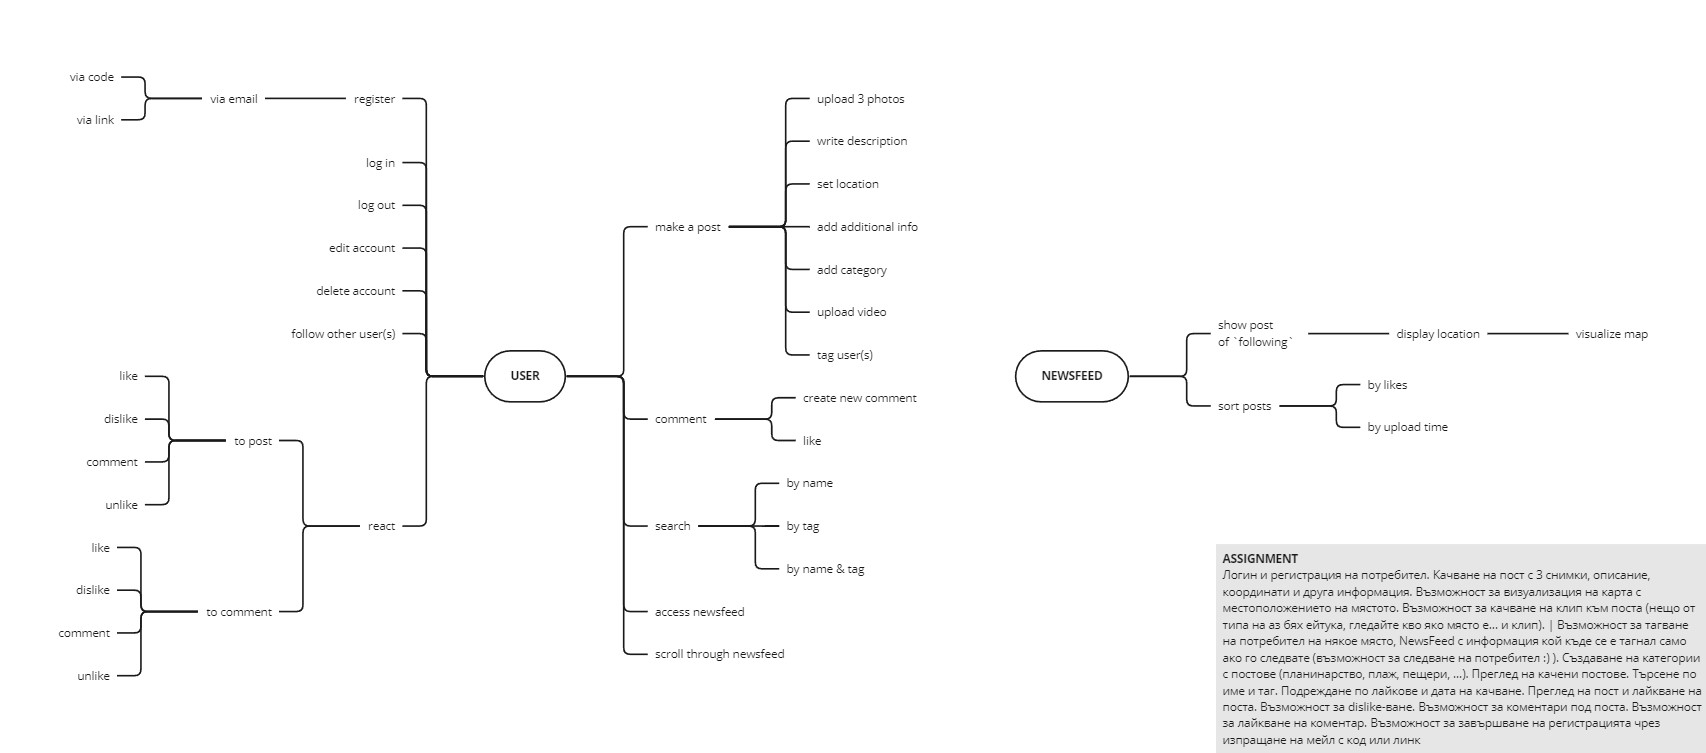 via code
via link
via email
register
log in
log out
edit account
delete account
follow other user(s)
like
dislike
comment
unlike
to post
react
like
dislike
comment
unlike
to comment
USER
make a post
upload 3 photos
write description
set location
add additional info
add category
upload video
tag user(s)
comment
create new comment
like
search
by name
by tag
by name & tag
access newsfeed
scroll through newsfeed
NEWSFEED
show post
of `following`
display location
visualize map
sort posts
by likes
by upload time
ASSIGNMENT
Логин и регистрация на потребител. Качване на пост с 3 снимки, описание,
координати и друга информация. Възможност за визуализация на карта с
местоположението на мястото. Възможност за качване на клип към поста (нещо от
типа на аз бях ейтука, гледайте кво яко място е... и клип). | Възможност за тагване
на потребител на някое място, NewsFeed с информация кой къде се е тагнал само
ако го следвате (възможност за следване на потребител :) ). Създаване на категории
с постове (планинарство, плаж, пещери, ...). Преглед на качени постове. Търсене по
име и таг. Подреждане по лайкове и дата на качване. Преглед на пост и лайкване на
поста. Възможност за dislike-ване. Възможност за коментари под поста. Възможност
за лайкване на коментар. Възможност за завършване на регистрацията чрез
изпращане на мейл с код или линк